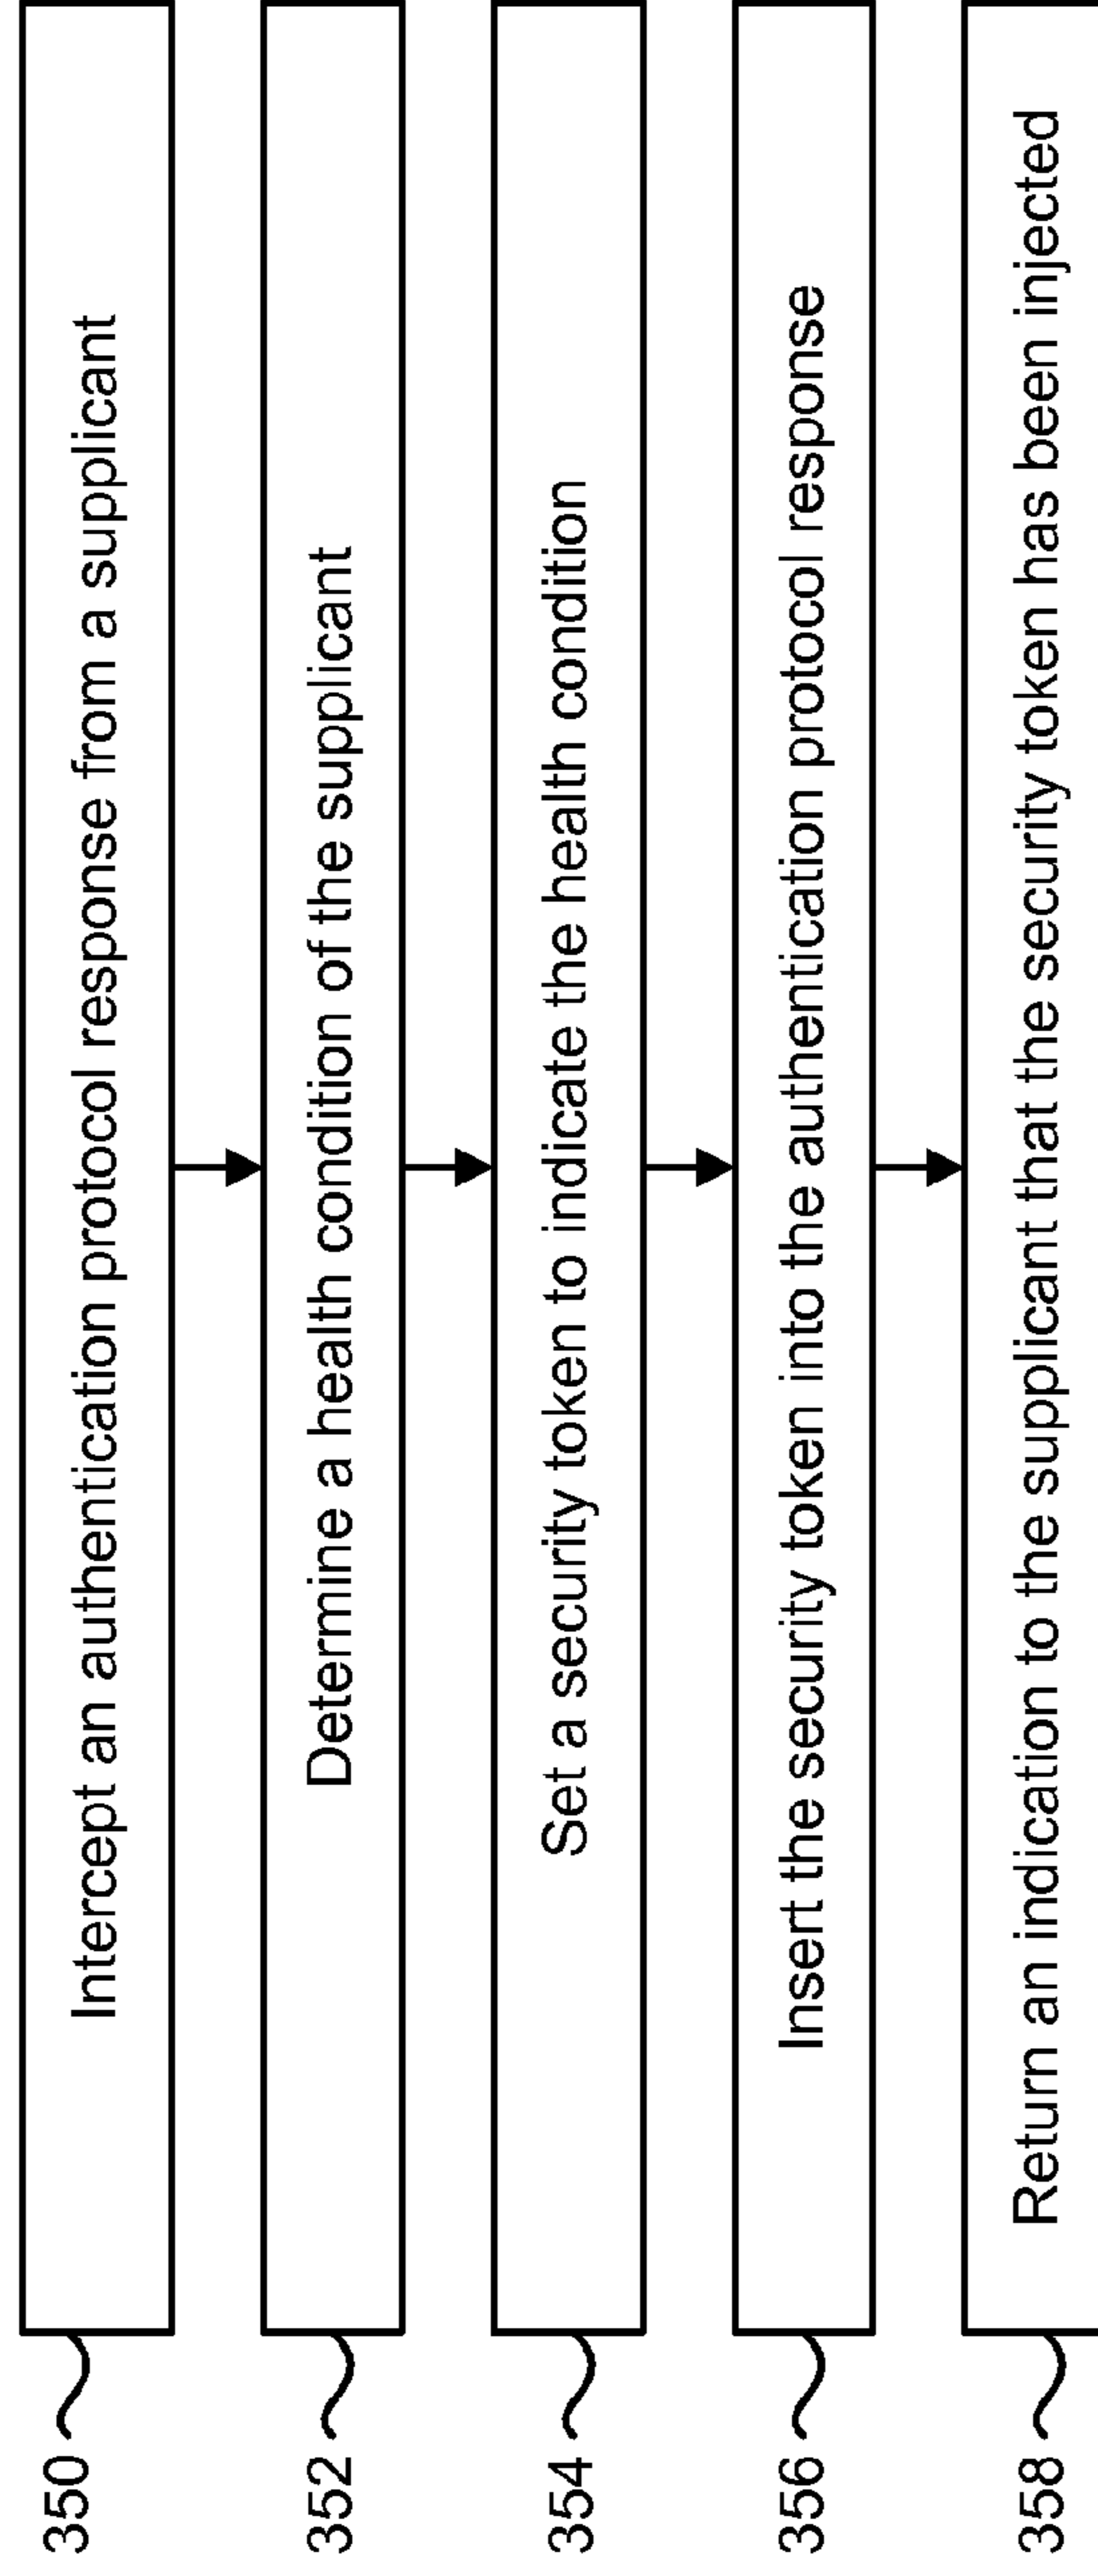 350
Intercept an authentication protocol response from a supplicant
352
Determine a health condition of the supplicant
354
Set a security token to indicate the health condition
356
Insert the security token into the authentication protocol response
358
Return an indication to the supplicant that the security token has been injected